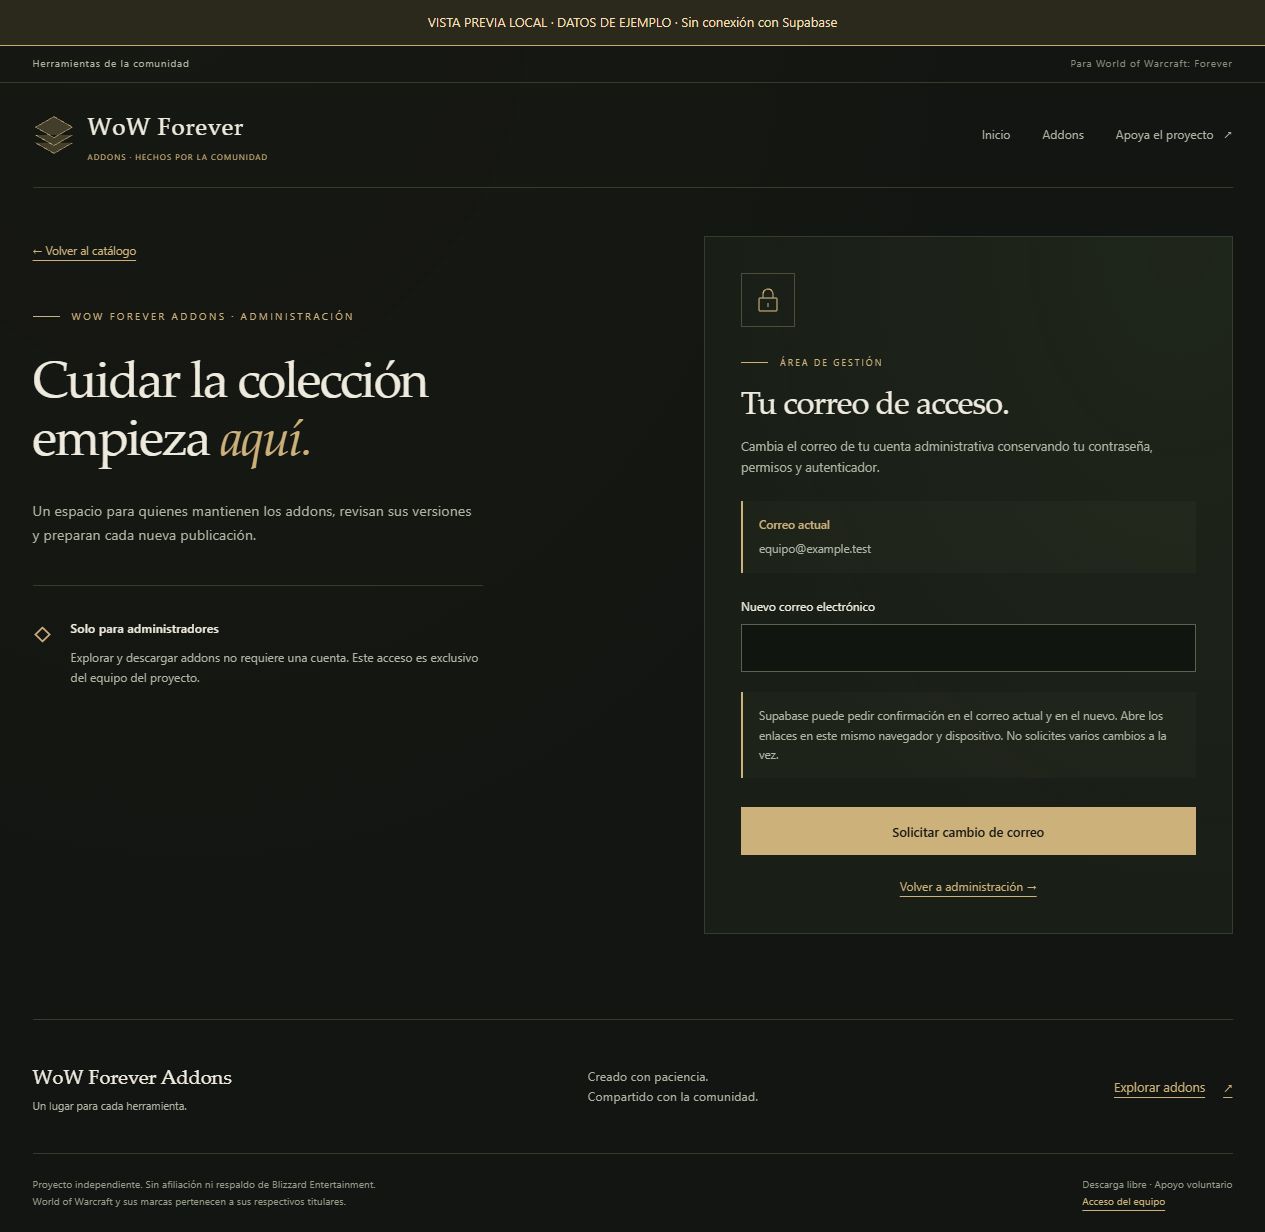 VISTA PREVIA LOCAL · DATOS DE EJEMPLO · Sin conexión con Supabase
Herramientas de la comunidad
Para World of Warcraft: Forever
WoW Forever
ADDONS · HECHOS POR LA COMUNIDAD
Inicio
Addons
Apoya el proyecto ↗
← Volver al catálogo
WOW FOREVER ADDONS · ADMINISTRACIÓN
Cuidar la colección
empieza aquí.
Un espacio para quienes mantienen los addons, revisan sus versiones
y preparan cada nueva publicación.
Solo para administradores
Explorar y descargar addons no requiere una cuenta. Este acceso es exclusivo
del equipo del proyecto.
ÁREA DE GESTIÓN
Tu correo de acceso.
Cambia el correo de tu cuenta administrativa conservando tu contraseña,
permisos y autenticador.
Correo actual
equipo@example.test
Nuevo correo electrónico
Supabase puede pedir confirmación en el correo actual y en el nuevo. Abre los
enlaces en este mismo navegador y dispositivo. No solicites varios cambios a la
vez.
Solicitar cambio de correo
Volver a administración →
WoW Forever Addons
Un lugar para cada herramienta.
Creado con paciencia.
Compartido con la comunidad.
Explorar addons ↗
Proyecto independiente. Sin afiliación ni respaldo de Blizzard Entertainment.
World of Warcraft y sus marcas pertenecen a sus respectivos titulares.
Descarga libre · Apoyo voluntario
Acceso del equipo